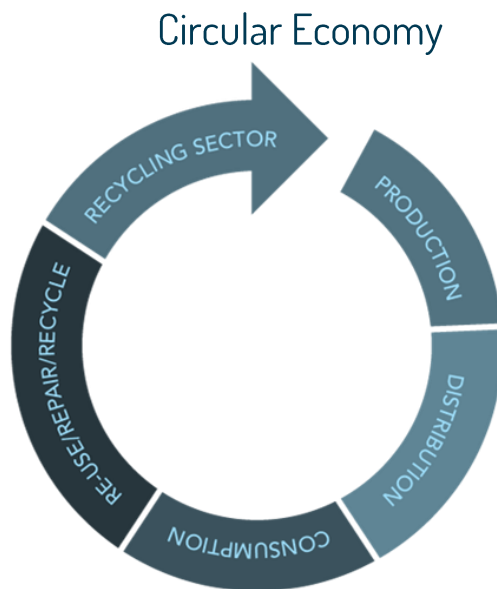 Circular Economy
RECYCLING SECTOR
PRODUCTION
DISTRIBUTION
CONSUMPTION
RE-USE/REPAIR/RECYCLE